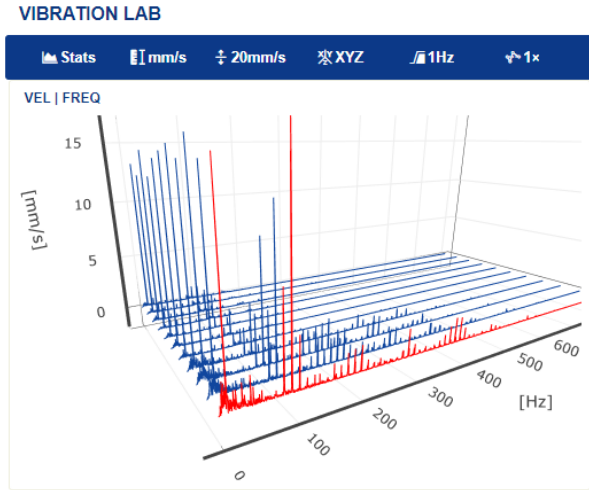 VIBRATION LAB
Stats mm/s 20mm/s XYZ 1Hz 1×
VEL | FREQ
15
10
5
0
[mm/s]
0
100
200
300
400
500
600
[Hz]